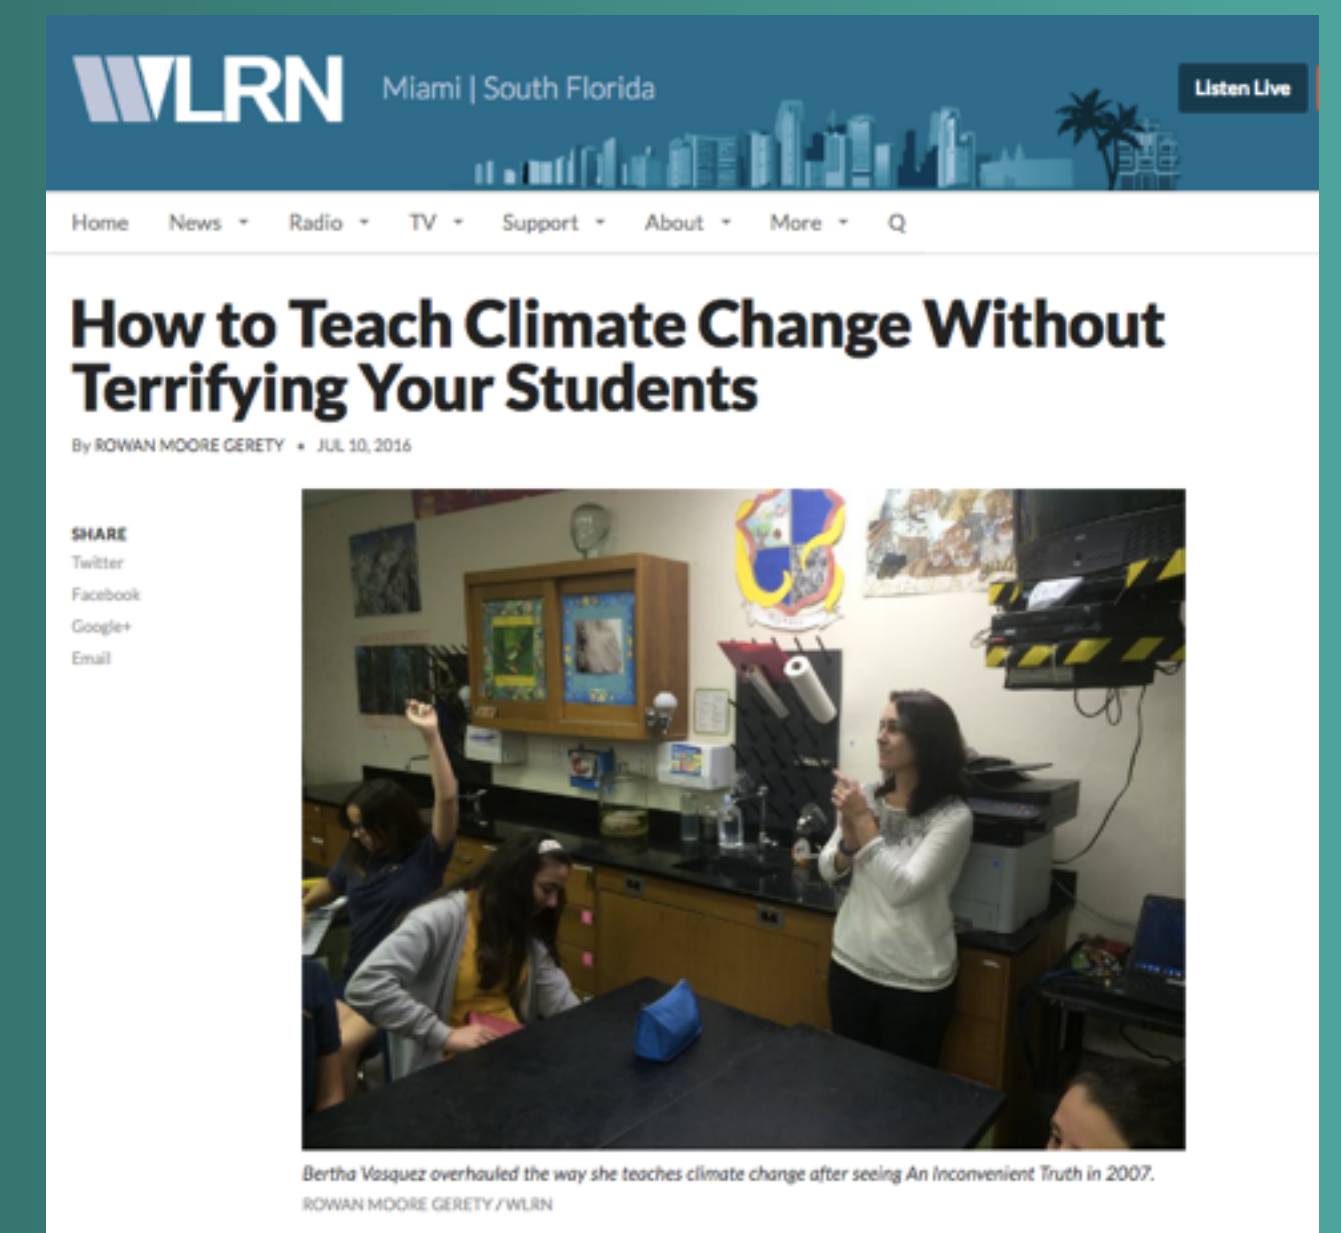 WLRN
Miami | South Florida
Listen Live
Home News Radio TV Support About More Q
How to Teach Climate Change Without
Terrifying Your Students
By ROWAN MOORE GERETY • JUL 10, 2016
SHARE
Twitter
Facebook
Google+
Email
Bertha Vasquez overhauled the way she teaches climate change after seeing An Inconvenient Truth in 2007.
ROWAN MOORE GERETY / WLRN